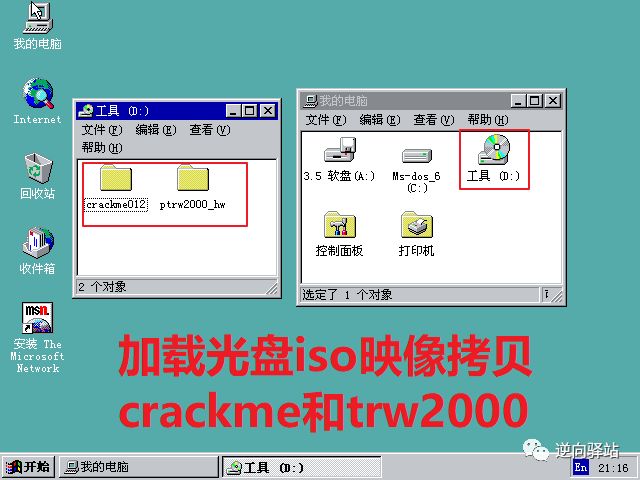 我的电脑
Internet
回收站
收件箱
msn.
安装 The
Microsoft
Network
工具 (D:)
文件(F) 编辑(E) 查看(V)
帮助(H)
crackme012 ptrw2000_hw
2 个对象
我的电脑
文件(F) 编辑(E) 查看(V) 帮助(H)
3.5 软盘(A:) Ms-dos_6 工具 (D:)
(C:)
控制面板 打印机
选定了 1 个对象
加载光盘iso映像拷贝
crackme和trw2000
逆向驿站
开始 我的电脑 工具 (D:) En 21:16